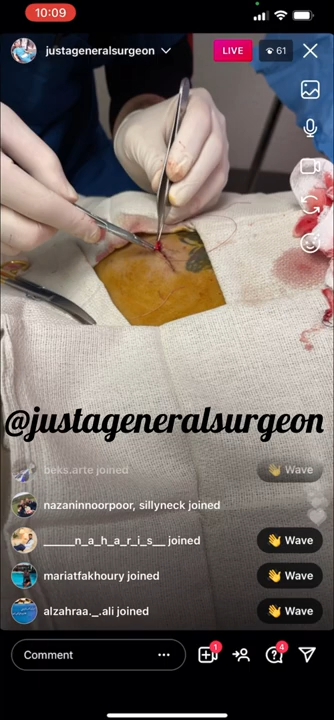 10:09
justageneralsurgeon
LIVE
61
@justageneralsurgeon
beks.arte joined
Wave
nazaninnoorpoor, sillyneck joined
_____n_a_h_a_r_i_s__ joined
Wave
mariatfakhoury joined
Wave
alzahraa._.ali joined
Wave
Comment
1
4